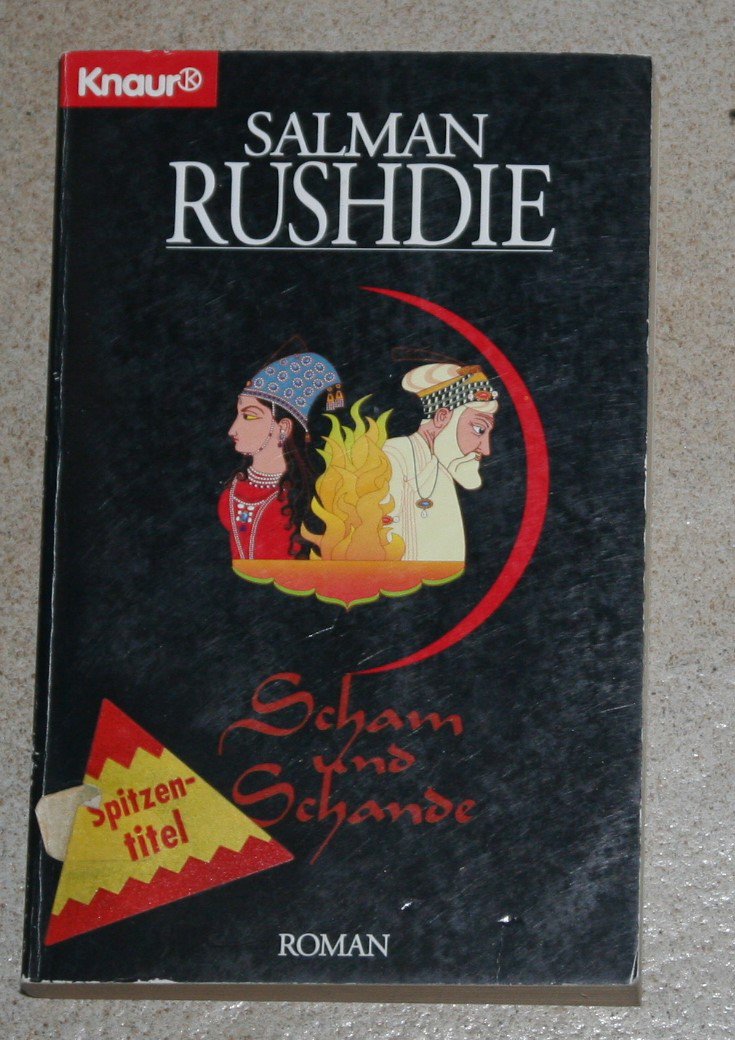 Knaur
SALMAN
RUSHDIE
Scham
und
Schande
Spitzen-
titel
ROMAN